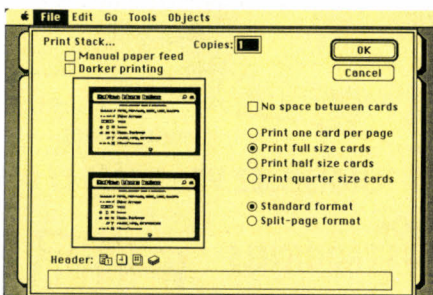 File Edit Go Tools Objects
Print Stack...
Copies: 1
Manual paper feed
Darker printing
OK
Cancel
No space between cards
Print one card per page
Print full size cards
Print half size cards
Print quarter size cards
Standard format
Split-page format
Header: